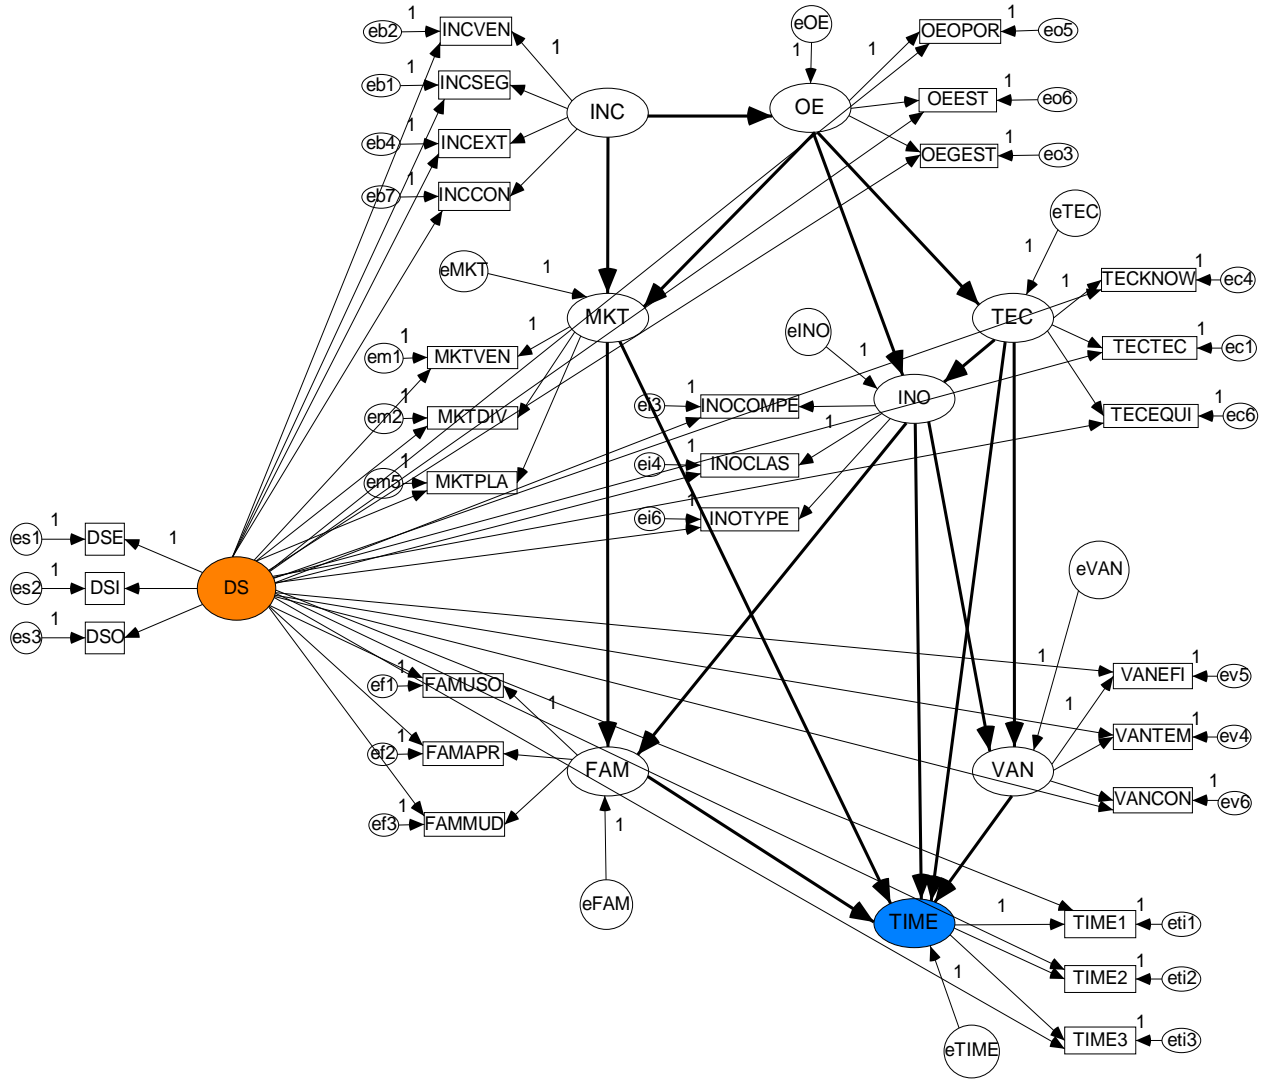 1
eb2
INCVEN
1
eOE
1
1
OEOPOR
1
eo5
1
eb1
INCSEG
INC
OE
OEEST
1
eo6
1
eb4
INCEXT
OEGEST
1
eo3
1
eb7
INCCON
eTEC
1
eMKT
1
TECKNOW
1
ec4
1
MKT
TEC
eINO
1
TECTEC
1
ec1
1
em1
MKTVEN
1
INO
1
ei3
INOCOMPE
1
TECEQUI
1
ec6
1
em2
MKTDIV
1
ei4
INOCLAS
1
em5
MKTPLA
1
ei6
INOTYPE
es1
1
DSE
1
es2
1
DSI
DS
eVAN
es3
1
DSO
1
ef1
FAMUSO
1
1
VANEFI
1
ev5
1
1
ef2
FAMAPR
VANTEM
1
ev4
FAM
VAN
1
ef3
FAMMUD
VANCON
1
ev6
1
eFAM
TIME
1
TIME1
1
eti1
1
TIME2
1
eti2
eTIME
TIME3
1
eti3